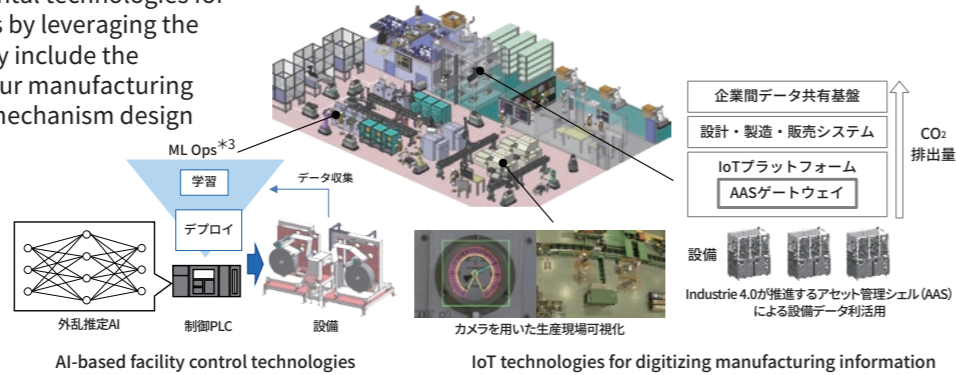 ental technologies for
s by leveraging the
y include the
ur manufacturing
mechanism design
ML Ops*3
学習
デプロイ
データ収集
外乱推定AI
制御PLC
設備
AI-based facility control technologies
カメラを用いた生産現場可視化
企業間データ共有基盤
設計・製造・販売システム
IoTプラットフォーム
AASゲートウェイ
CO2
排出量
設備
Industrie 4.0が推進するアセット管理シェル(AAS)
による設備データ利活用
IoT technologies for digitizing manufacturing information